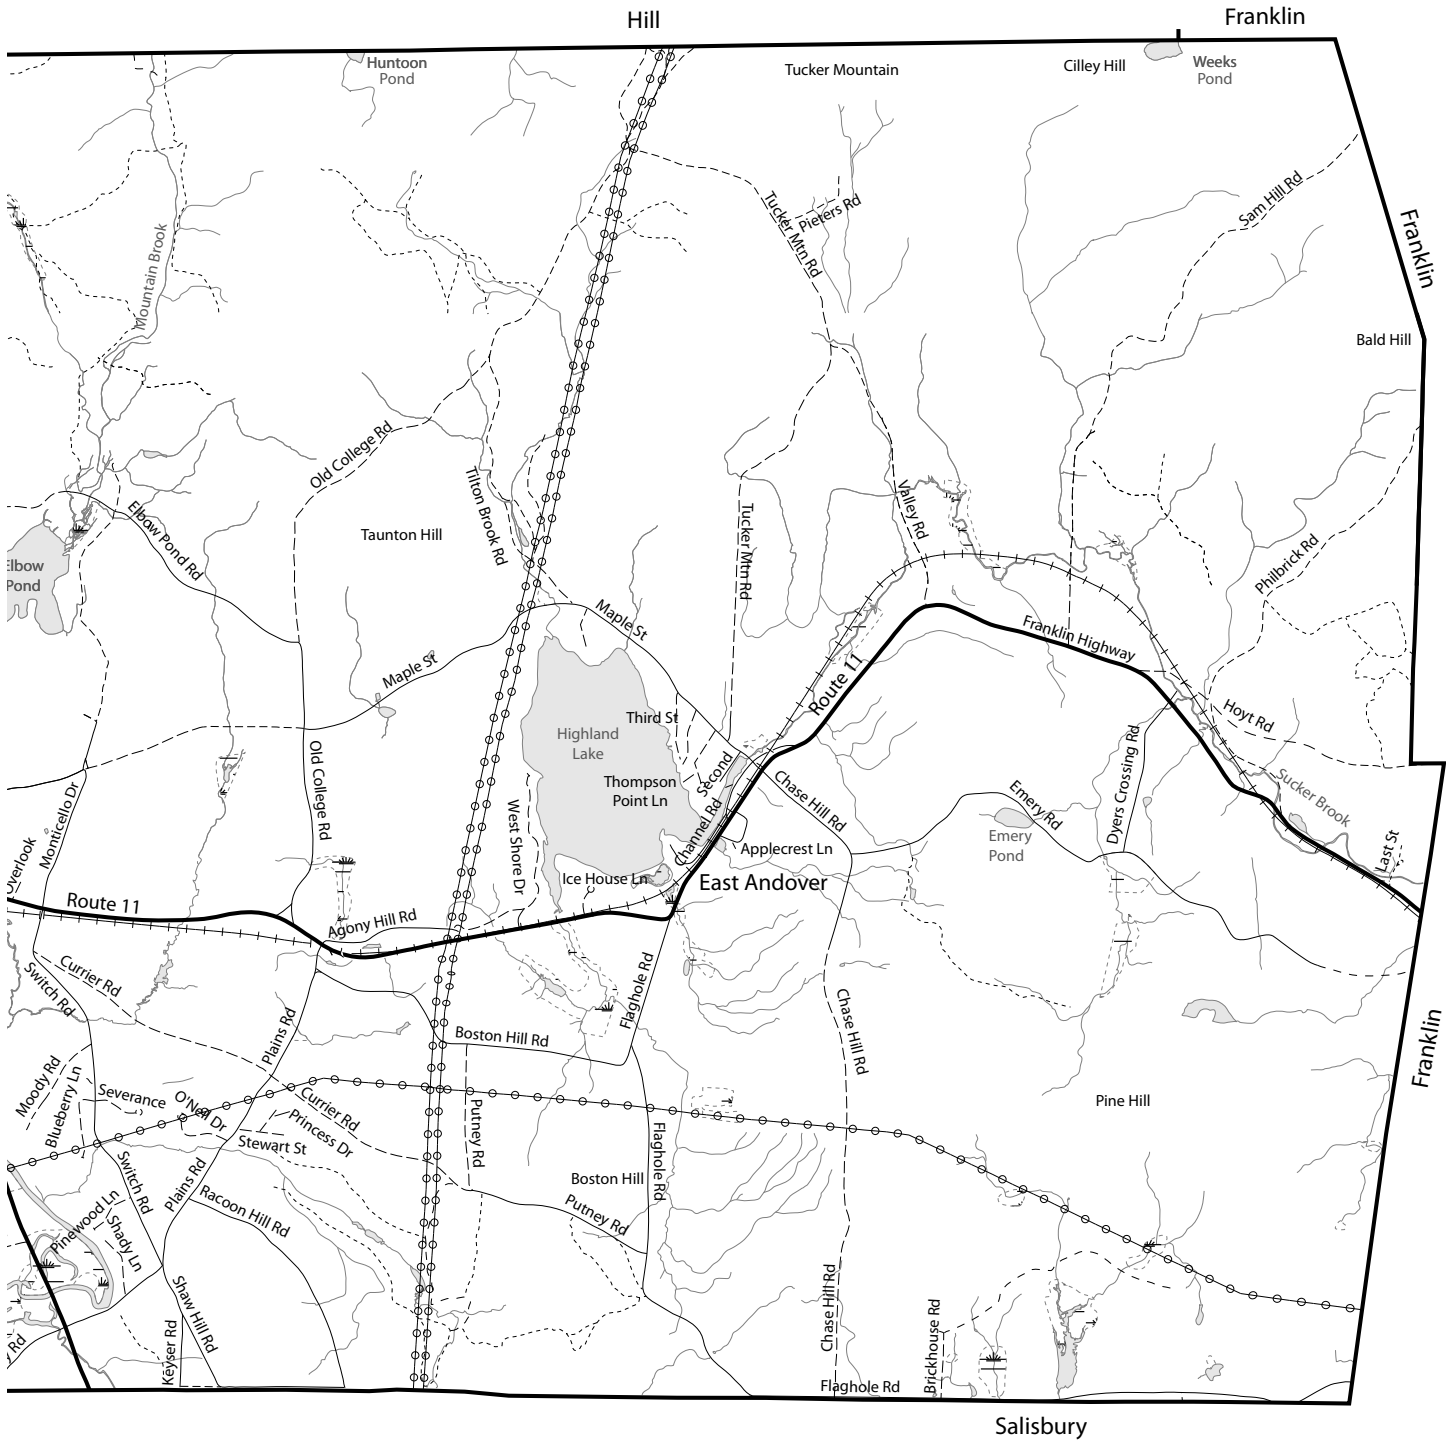 Hill
Franklin
Huntoon
Pond
Tucker Mountain
Cilley Hill
Weeks
Pond
Sam Hill Rd
Franklin
Tucker Mtn Rd
Pieters Rd
Mountain Brook
Bald Hill
Old College Rd
Tilton Brook Rd
Taunton Hill
Elbow Pond Rd
Elbow
Pond
Tucker Mtn Rd
Valley Rd
Philbrick Rd
Maple St
Maple St
Franklin Highway
Route 11
Third St
Highland
Lake
Thompson
Point Ln
Second
Channel Rd
Chase Hill Rd
Hoyt Rd
Dyers Crossing Rd
Sucker Brook
Emery Rd
Emery
Pond
Last St
Old College Rd
Monticello Dr
Overlook
West Shore Dr
Applecrest Ln
Ice House Ln
East Andover
Route 11
Agony Hill Rd
Currier Rd
Switch Rd
Flaghole Rd
Chase Hill Rd
Plains Rd
Boston Hill Rd
Franklin
Moody Rd
Blueberry Ln
Severance
O'Neil Dr
Currier Rd
Princess Dr
Stewart St
Putney Rd
Flaghole Rd
Pine Hill
Switch Rd
Plains Rd
Racoon Hill Rd
Boston Hill
Putney Rd
Pinewood Ln
Shady Ln
Shaw Hill Rd
Keyser Rd
Chase Hill Rd
Brickhouse Rd
Flaghole Rd
Rd
Salisbury